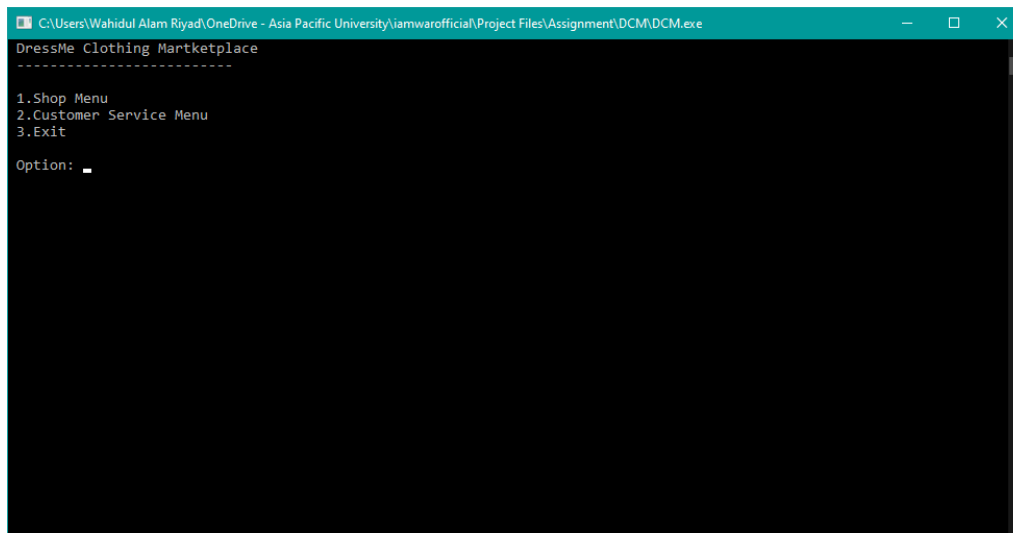 C:\Users\Wahidul Alam Riyad\OneDrive - Asia Pacific University\iamwarofficial\Project Files\Assignment\DCM\DCM.exe
DressMe Clothing Martketplace
--------------------------
1.Shop Menu
2.Customer Service Menu
3.Exit
Option: